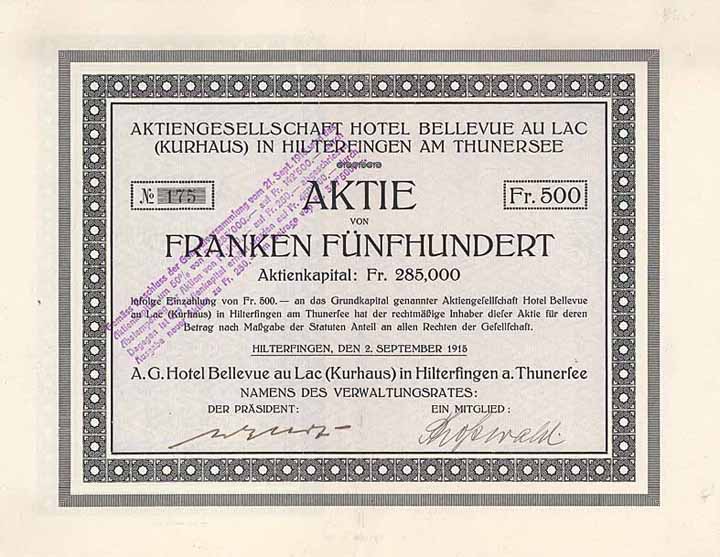 AKTIENGESELLSCHAFT HOTEL BELLEVUE AU LAC
(KURHAUS) IN HILTERFINGEN AM THUNERSEE
№ 175
AKTIE
Fr. 500
VON
FRANKEN FÜNFHUNDERT
Aktienkapital: Fr. 285,000
Infolge Einzahlung von Fr. 500.— an das Grundkapital genannter Aktiengesellschaft Hotel Bellevue
au Lac (Kurhaus) in Hilterfingen am Thunersee hat der rechtmäßige Inhaber dieser Aktie für deren
Betrag nach Maßgabe der Statuten Anteil an allen Rechten der Gesellschaft.
HILTERFINGEN, DEN 2. SEPTEMBER 1915
A. G. Hotel Bellevue au Lac (Kurhaus) in Hilterfingen a. Thunersee
NAMENS DES VERWALTUNGSRATES:
DER PRÄSIDENT:
EIN MITGLIED: